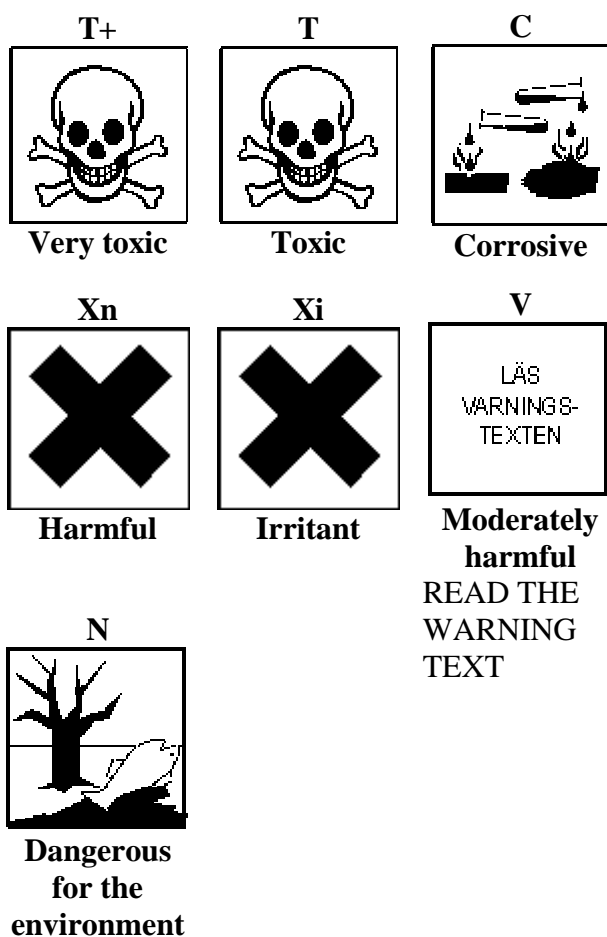 T+
Very toxic
T
Toxic
C
Corrosive
Xn
Harmful
Xi
Irritant
V
LÄS
VARNINGS-
TEXTEN
Moderately
harmful
READ THE
WARNING
TEXT
N
Dangerous
for the
environment